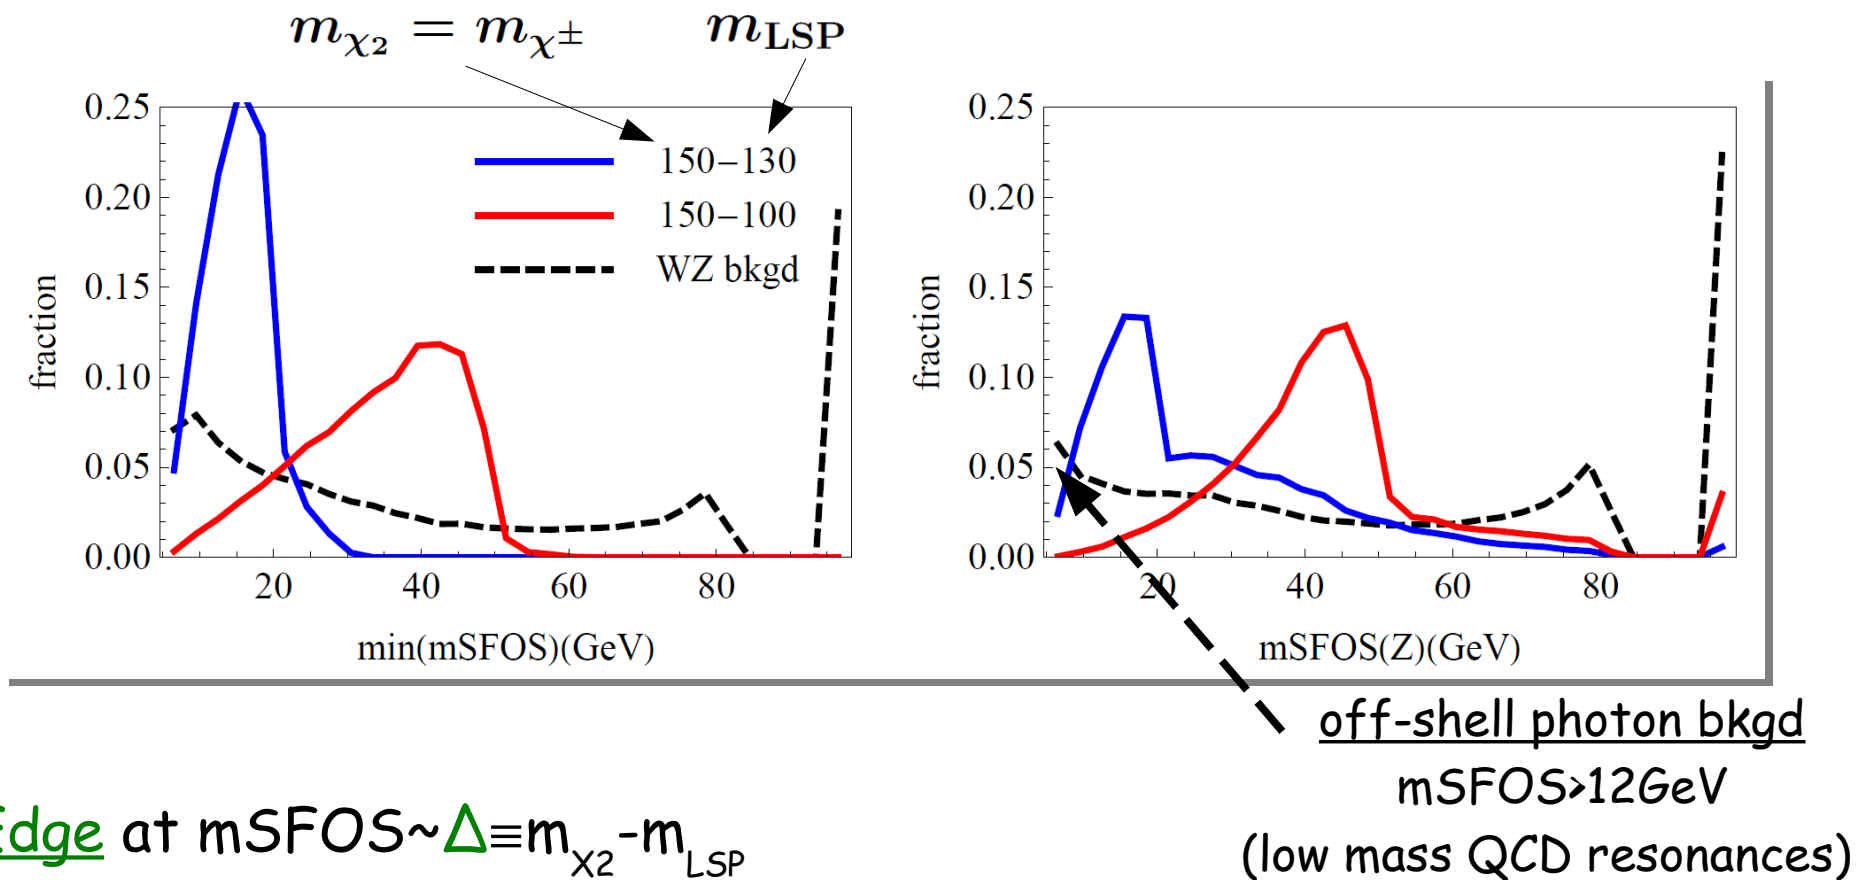 m_χ2 = m_χ± m_LSP
0.25
0.20
0.15
0.10
0.05
0.00
fraction
150−130
150−100
WZ bkgd
20 40 60 80
min(mSFOS)(GeV)
0.25
0.20
0.15
0.10
0.05
0.00
fraction
20 40 60 80
mSFOS(Z)(GeV)
off-shell photon bkgd
mSFOS>12GeV
(low mass QCD resonances)
Edge at mSFOS~Δ≡m_X2-m_LSP